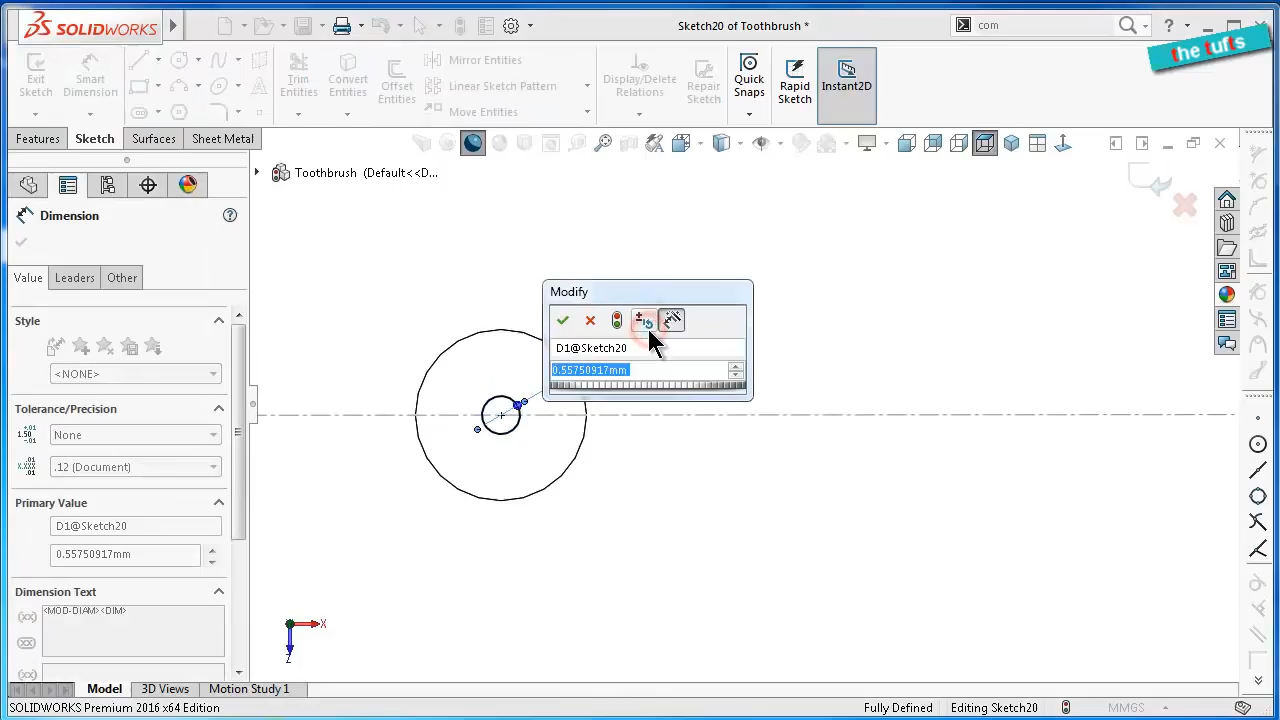 SOLIDWORKS
Sketch20 of Toothbrush *
com
the tufts
Exit Sketch
Smart Dimension
Trim Entities
Convert Entities
Offset Entities
Mirror Entities
Linear Sketch Pattern
Move Entities
Display/Delete Relations
Repair Sketch
Quick Snaps
Rapid Sketch
Instant2D
Features
Sketch
Surfaces
Sheet Metal
Toothbrush (Default<<D...
Dimension
Value
Leaders
Other
Style
<NONE>
Tolerance/Precision
None
.12 (Document)
Primary Value
D1@Sketch20
0.55750917mm
Dimension Text
<MOD-DIAM><DIM>
Modify
D1@Sketch20
0.55750917mm
X
Z
Model
3D Views
Motion Study 1
SOLIDWORKS Premium 2016 x64 Edition
Fully Defined
Editing Sketch20
MMGS